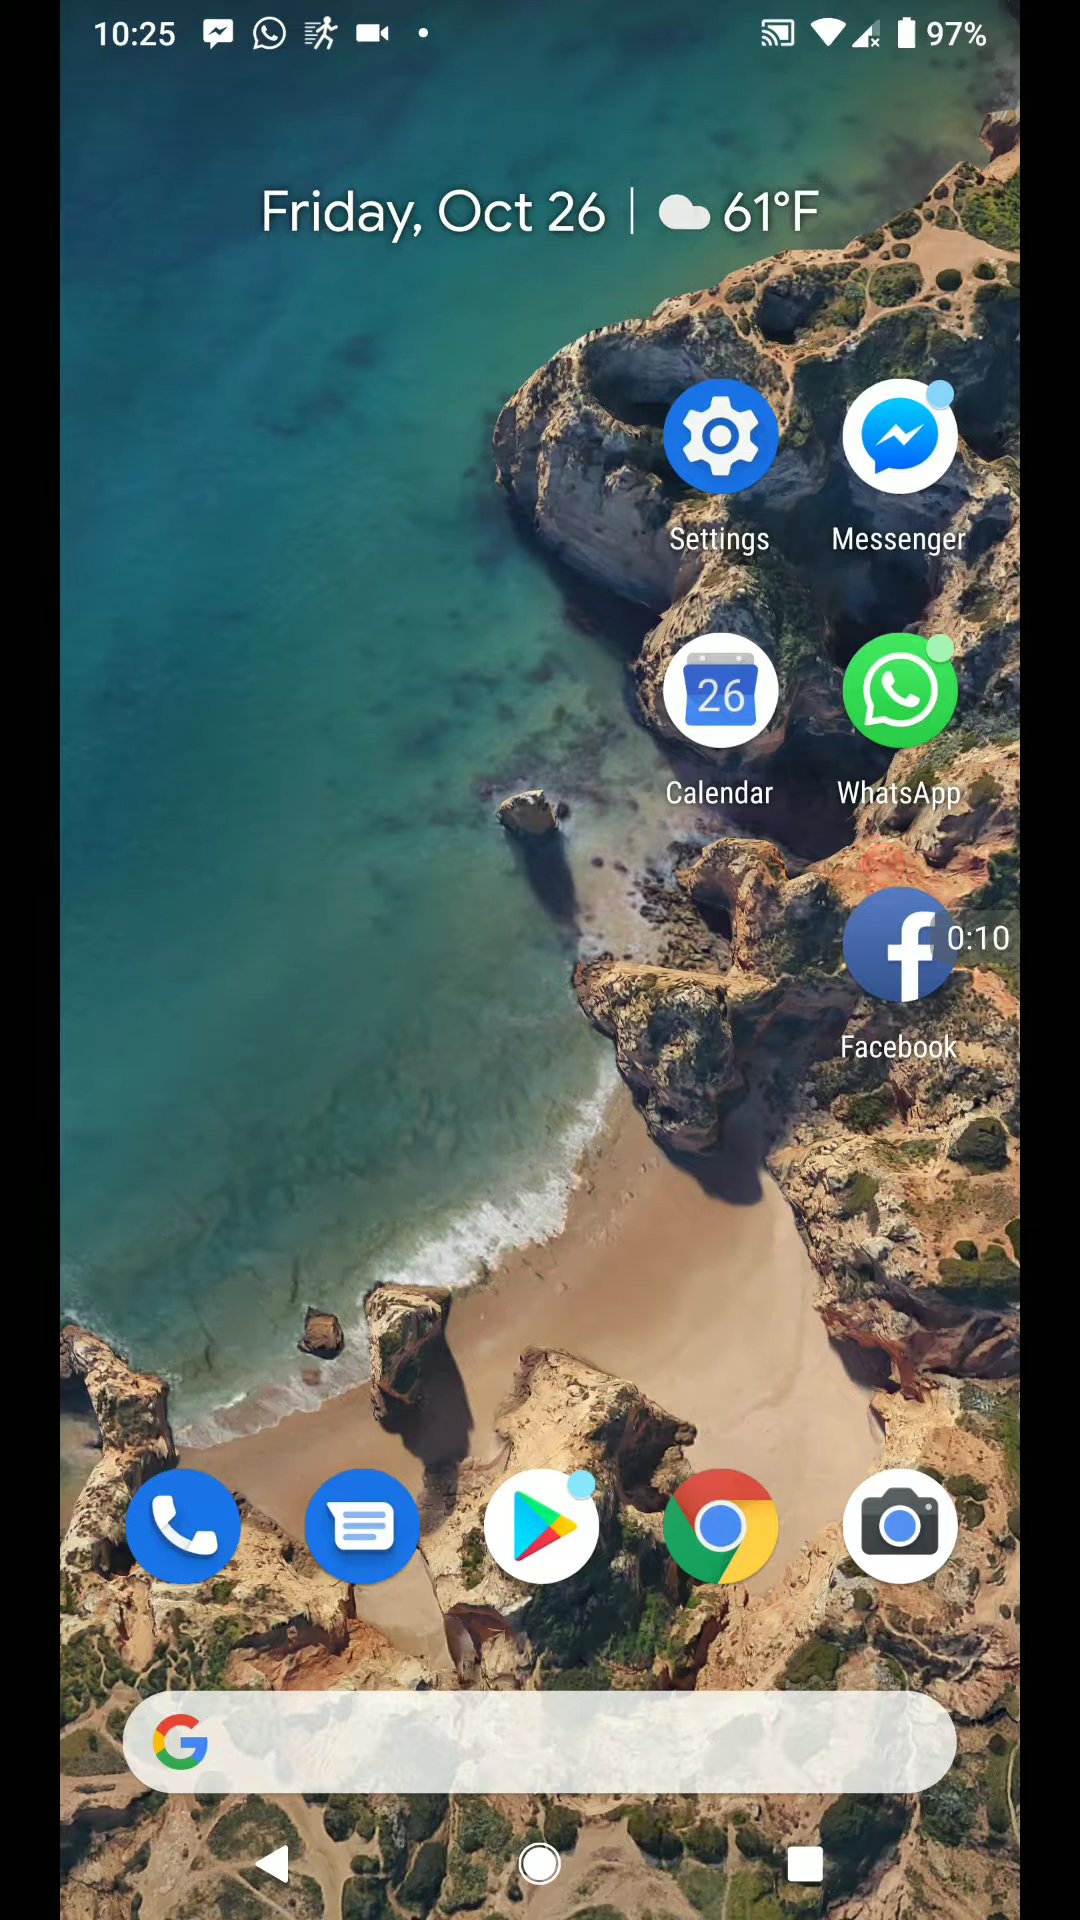 10:25 97%
Friday, Oct 26 | 61°F
Settings Messenger
26
Calendar WhatsApp
f 0:10
Facebook
G